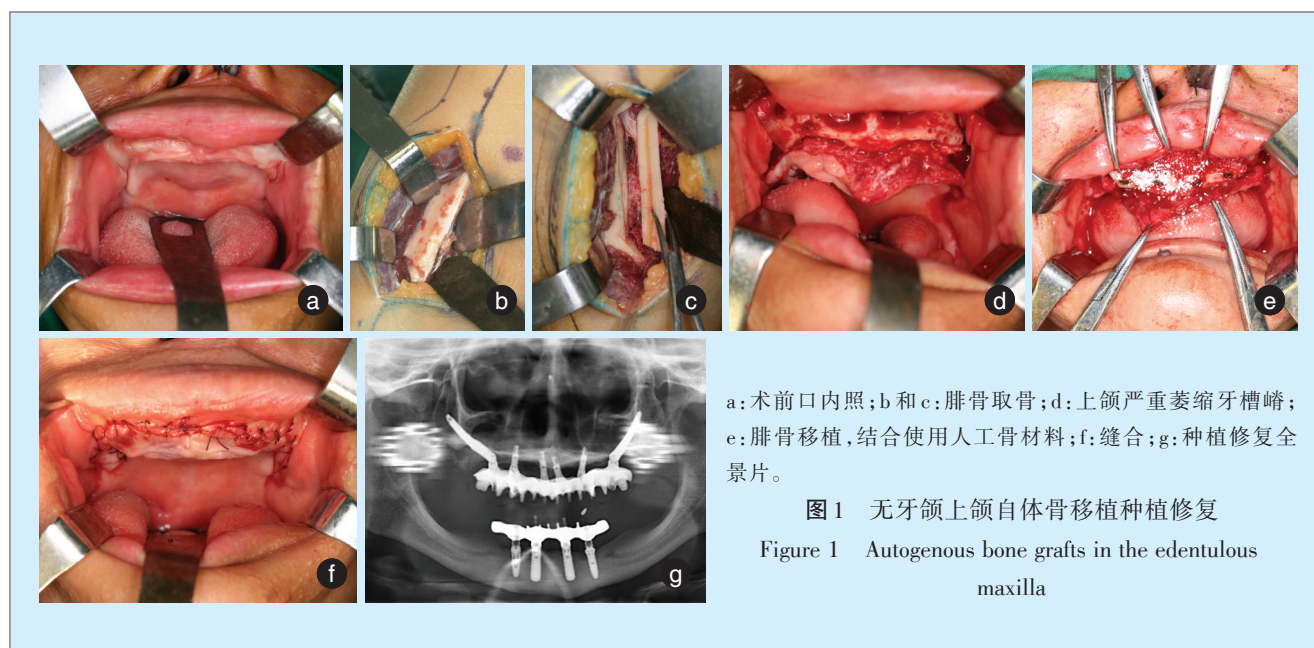 a
b
c
d
e
f
g
a:术前口内照;b和c:腓骨取骨;d:上颌严重萎缩牙槽嵴;
e:腓骨移植,结合使用人工骨材料;f:缝合;g:种植修复全
景片。
图1 无牙颌上颌自体骨移植种植修复
Figure 1 Autogenous bone grafts in the edentulous
maxilla